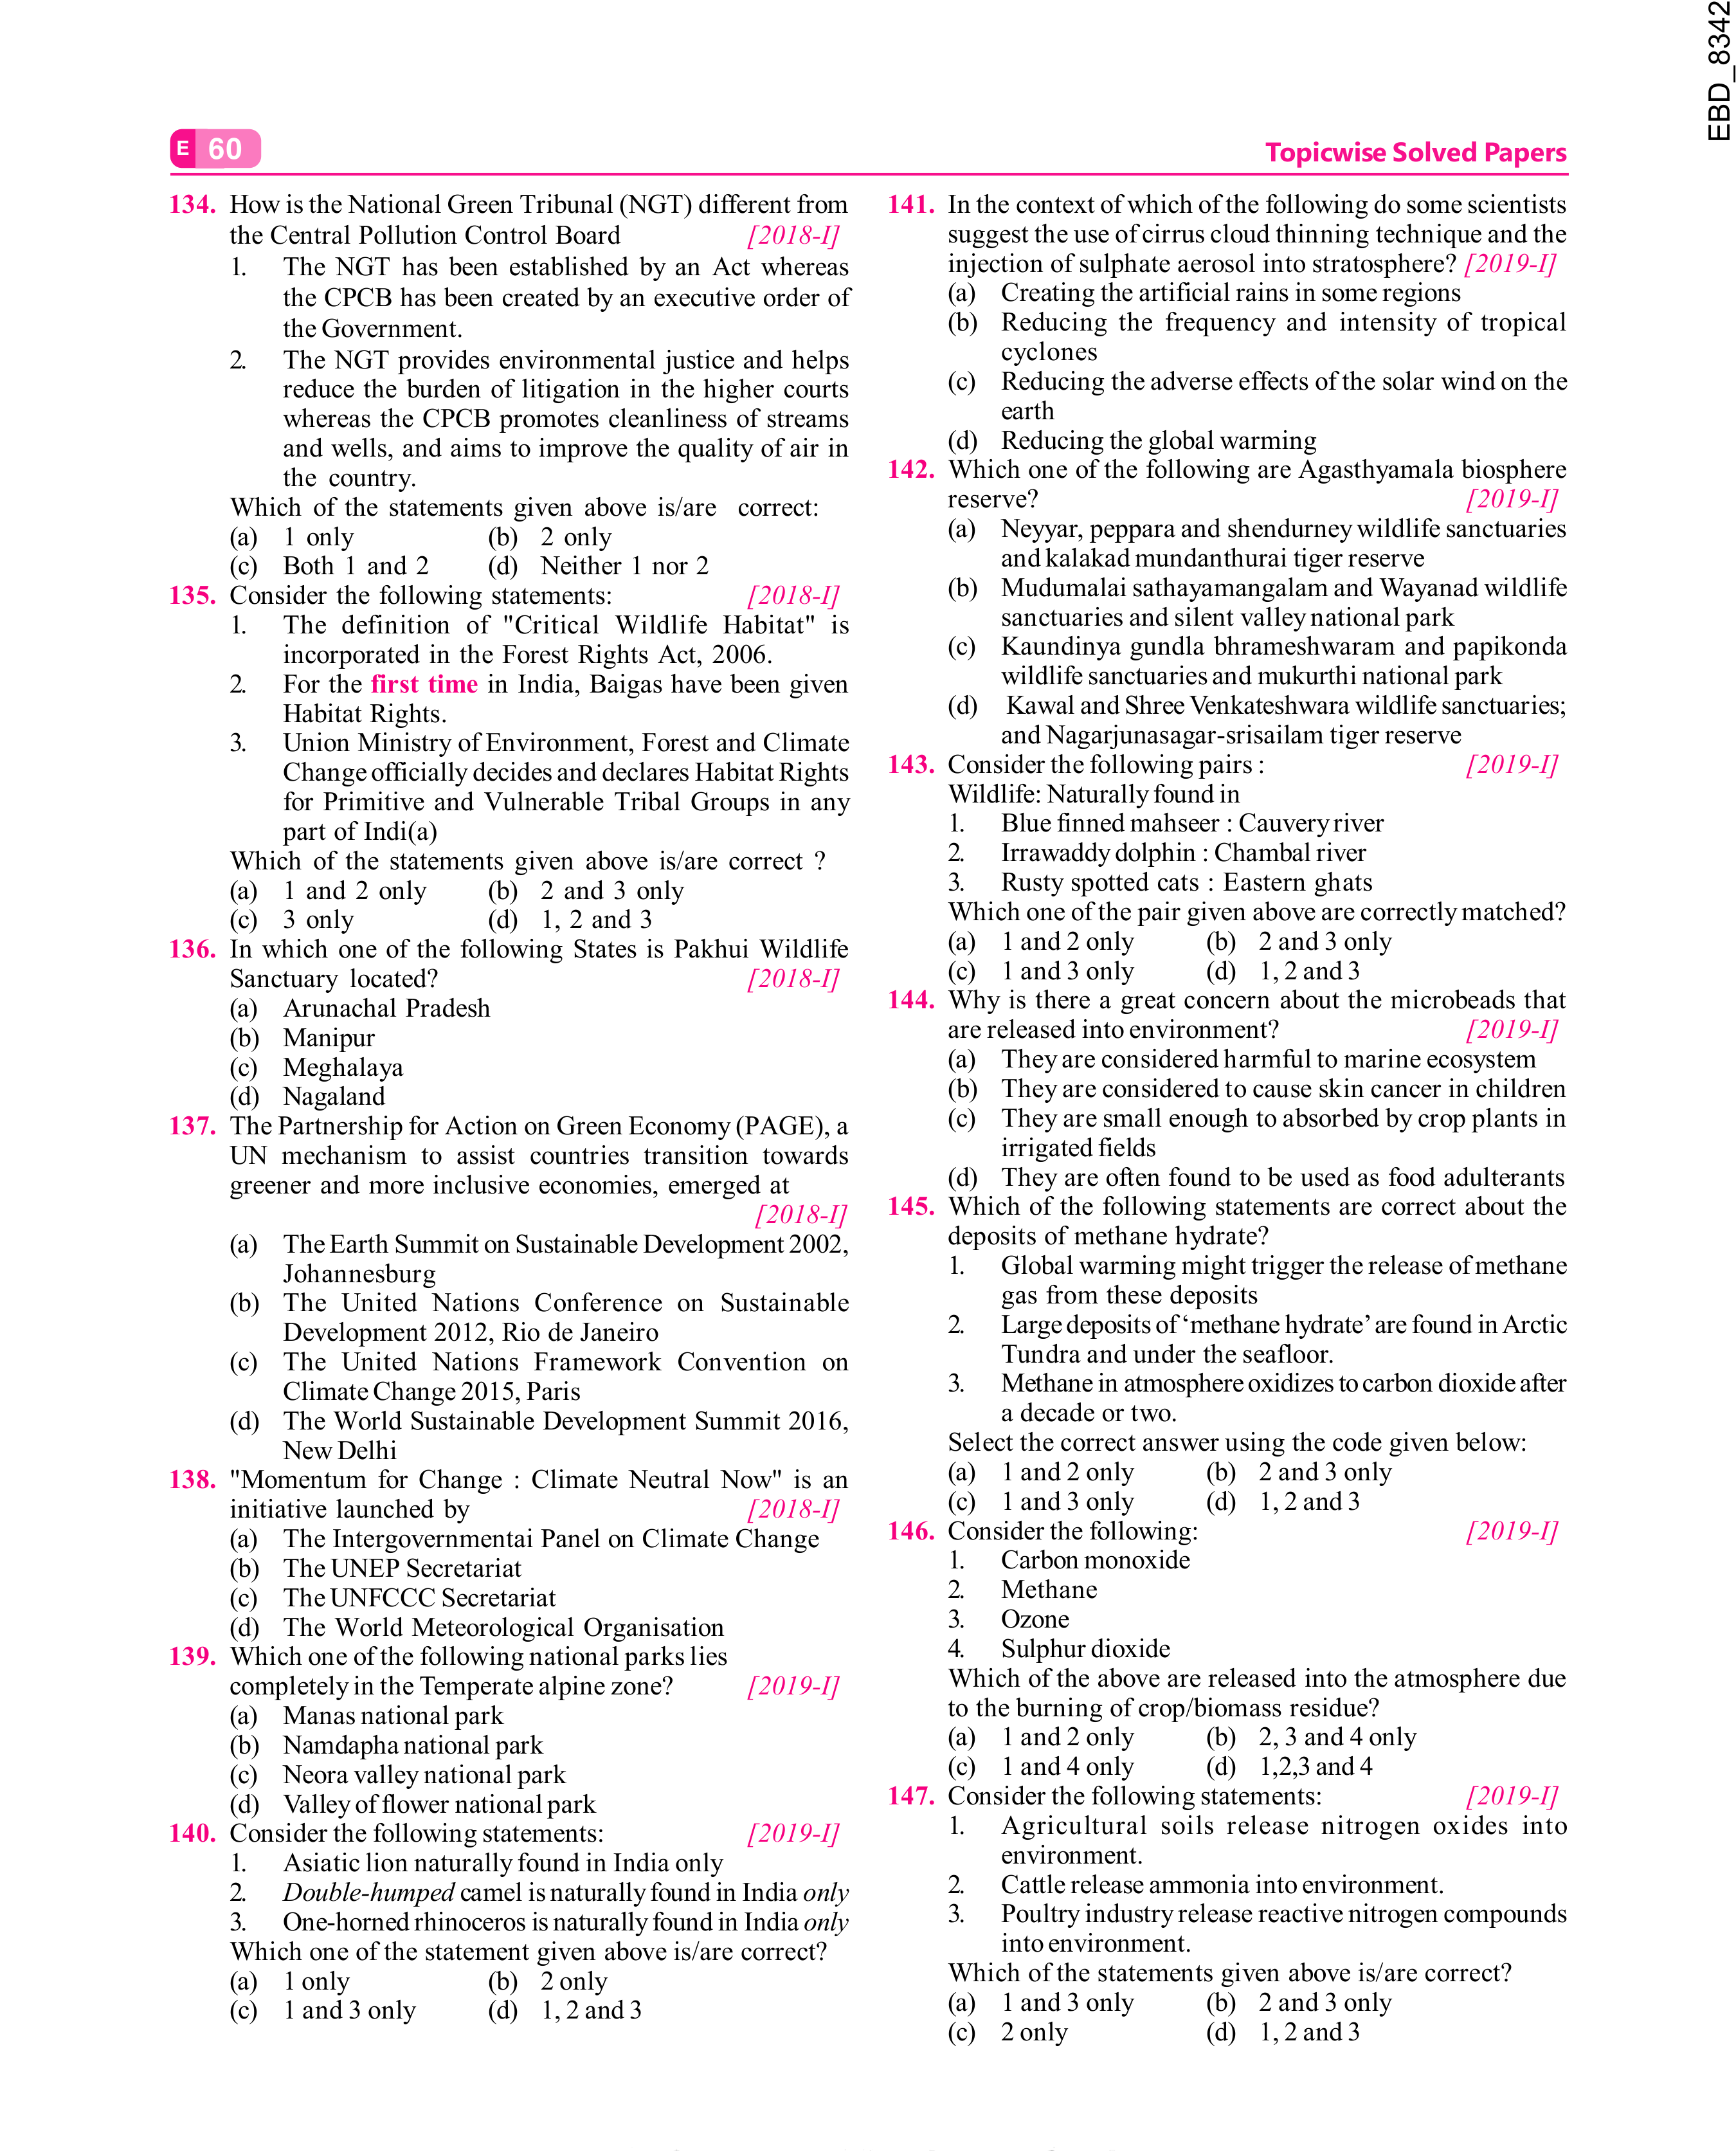 EBD_8342
E 60
Topicwise Solved Papers
134. How is the National Green Tribunal (NGT) different from
the Central Pollution Control Board [2018-I]
1. The NGT has been established by an Act whereas
the CPCB has been created by an executive order of
the Government.
2. The NGT provides environmental justice and helps
reduce the burden of litigation in the higher courts
whereas the CPCB promotes cleanliness of streams
and wells, and aims to improve the quality of air in
the country.
Which of the statements given above is/are correct:
(a) 1 only (b) 2 only
(c) Both 1 and 2 (d) Neither 1 nor 2
135. Consider the following statements: [2018-I]
1. The definition of "Critical Wildlife Habitat" is
incorporated in the Forest Rights Act, 2006.
2. For the first time in India, Baigas have been given
Habitat Rights.
3. Union Ministry of Environment, Forest and Climate
Change officially decides and declares Habitat Rights
for Primitive and Vulnerable Tribal Groups in any
part of Indi(a)
Which of the statements given above is/are correct ?
(a) 1 and 2 only (b) 2 and 3 only
(c) 3 only (d) 1, 2 and 3
136. In which one of the following States is Pakhui Wildlife
Sanctuary located? [2018-I]
(a) Arunachal Pradesh
(b) Manipur
(c) Meghalaya
(d) Nagaland
137. The Partnership for Action on Green Economy (PAGE), a
UN mechanism to assist countries transition towards
greener and more inclusive economies, emerged at
[2018-I]
(a) The Earth Summit on Sustainable Development 2002,
Johannesburg
(b) The United Nations Conference on Sustainable
Development 2012, Rio de Janeiro
(c) The United Nations Framework Convention on
Climate Change 2015, Paris
(d) The World Sustainable Development Summit 2016,
New Delhi
138. "Momentum for Change : Climate Neutral Now" is an
initiative launched by [2018-I]
(a) The Intergovernmentai Panel on Climate Change
(b) The UNEP Secretariat
(c) The UNFCCC Secretariat
(d) The World Meteorological Organisation
139. Which one of the following national parks lies
completely in the Temperate alpine zone? [2019-I]
(a) Manas national park
(b) Namdapha national park
(c) Neora valley national park
(d) Valley of flower national park
140. Consider the following statements: [2019-I]
1. Asiatic lion naturally found in India only
2. Double-humped camel is naturally found in India only
3. One-horned rhinoceros is naturally found in India only
Which one of the statement given above is/are correct?
(a) 1 only (b) 2 only
(c) 1 and 3 only (d) 1, 2 and 3
141. In the context of which of the following do some scientists
suggest the use of cirrus cloud thinning technique and the
injection of sulphate aerosol into stratosphere? [2019-I]
(a) Creating the artificial rains in some regions
(b) Reducing the frequency and intensity of tropical
cyclones
(c) Reducing the adverse effects of the solar wind on the
earth
(d) Reducing the global warming
142. Which one of the following are Agasthyamala biosphere
reserve? [2019-I]
(a) Neyyar, peppara and shendurney wildlife sanctuaries
and kalakad mundanthurai tiger reserve
(b) Mudumalai sathayamangalam and Wayanad wildlife
sanctuaries and silent valley national park
(c) Kaundinya gundla bhrameshwaram and papikonda
wildlife sanctuaries and mukurthi national park
(d) Kawal and Shree Venkateshwara wildlife sanctuaries;
and Nagarjunasagar-srisailam tiger reserve
143. Consider the following pairs : [2019-I]
Wildlife: Naturally found in
1. Blue finned mahseer : Cauvery river
2. Irrawaddy dolphin : Chambal river
3. Rusty spotted cats : Eastern ghats
Which one of the pair given above are correctly matched?
(a) 1 and 2 only (b) 2 and 3 only
(c) 1 and 3 only (d) 1, 2 and 3
144. Why is there a great concern about the microbeads that
are released into environment? [2019-I]
(a) They are considered harmful to marine ecosystem
(b) They are considered to cause skin cancer in children
(c) They are small enough to absorbed by crop plants in
irrigated fields
(d) They are often found to be used as food adulterants
145. Which of the following statements are correct about the
deposits of methane hydrate?
1. Global warming might trigger the release of methane
gas from these deposits
2. Large deposits of ‘methane hydrate’ are found in Arctic
Tundra and under the seafloor.
3. Methane in atmosphere oxidizes to carbon dioxide after
a decade or two.
Select the correct answer using the code given below:
(a) 1 and 2 only (b) 2 and 3 only
(c) 1 and 3 only (d) 1, 2 and 3
146. Consider the following: [2019-I]
1. Carbon monoxide
2. Methane
3. Ozone
4. Sulphur dioxide
Which of the above are released into the atmosphere due
to the burning of crop/biomass residue?
(a) 1 and 2 only (b) 2, 3 and 4 only
(c) 1 and 4 only (d) 1,2,3 and 4
147. Consider the following statements: [2019-I]
1. Agricultural soils release nitrogen oxides into
environment.
2. Cattle release ammonia into environment.
3. Poultry industry release reactive nitrogen compounds
into environment.
Which of the statements given above is/are correct?
(a) 1 and 3 only (b) 2 and 3 only
(c) 2 only (d) 1, 2 and 3